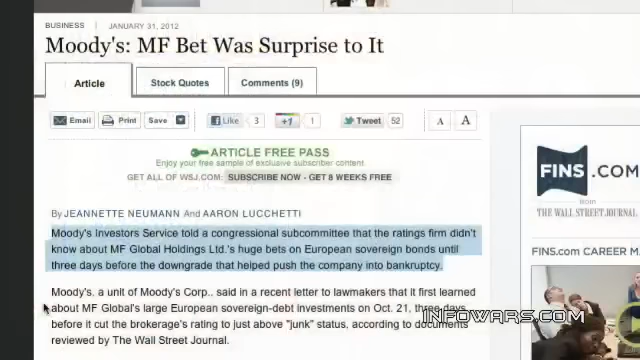 BUSINESS | JANUARY 31, 2012
Moody's: MF Bet Was Surprise to It
Article Stock Quotes Comments (9)
Email Print Save Like 3 +1 1 Tweet 52 A A
ARTICLE FREE PASS
Enjoy your free sample of exclusive subscriber content.
GET ALL OF WSJ.COM: SUBSCRIBE NOW - GET 8 WEEKS FREE
By JEANNETTE NEUMANN And AARON LUCCHETTI
Moody's Investors Service told a congressional subcommittee that the ratings firm didn't
know about MF Global Holdings Ltd.'s huge bets on European sovereign bonds until
three days before the downgrade that helped push the company into bankruptcy.
Moody's, a unit of Moody's Corp., said in a recent letter to lawmakers that it first learned
about MF Global's large European sovereign-debt investments on Oct. 21, three days
before it cut the brokerage's rating to just above "junk" status, according to documents
reviewed by The Wall Street Journal.
FINS.COM
from
THE WALL STREET JOURNAL
FINS.com CAREER M
INFOWARS.COM